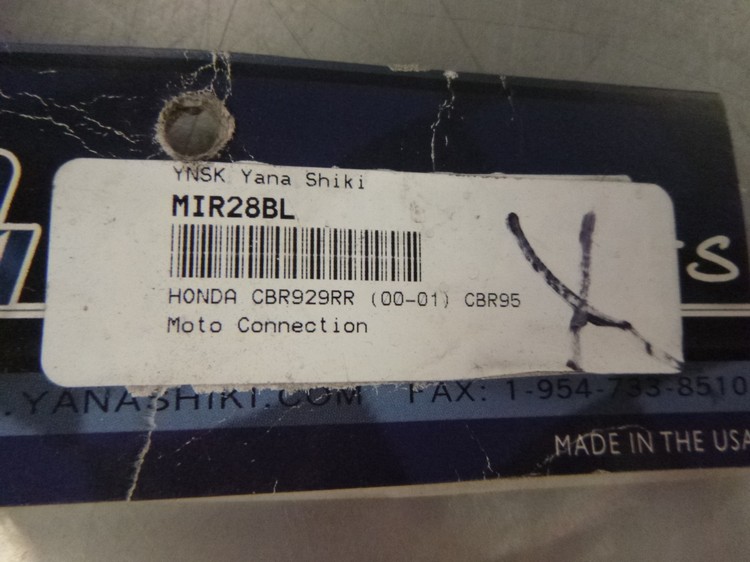 YNSK Yana Shiki
MIR28BL
HONDA CBR929RR (00-01) CBR95
Moto Connection
.YANASHIKI.COM FAX: 1-954-733-8510
MADE IN THE USA